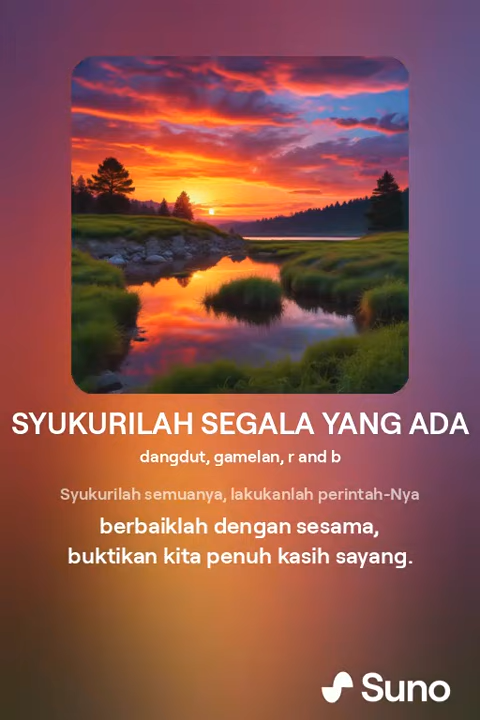 SYUKURILAH SEGALA YANG ADA
dangdut, gamelan, r and b
Syukurilah semuanya, lakukanlah perintah-Nya
berbaiklah dengan sesama,
buktikan kita penuh kasih sayang.
Suno